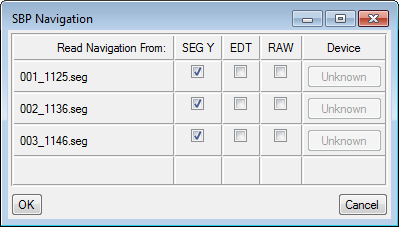 SBP Navigation
Read Navigation From: SEG Y EDT RAW Device
001_1125.seg Unknown
002_1136.seg Unknown
003_1146.seg Unknown
OK Cancel